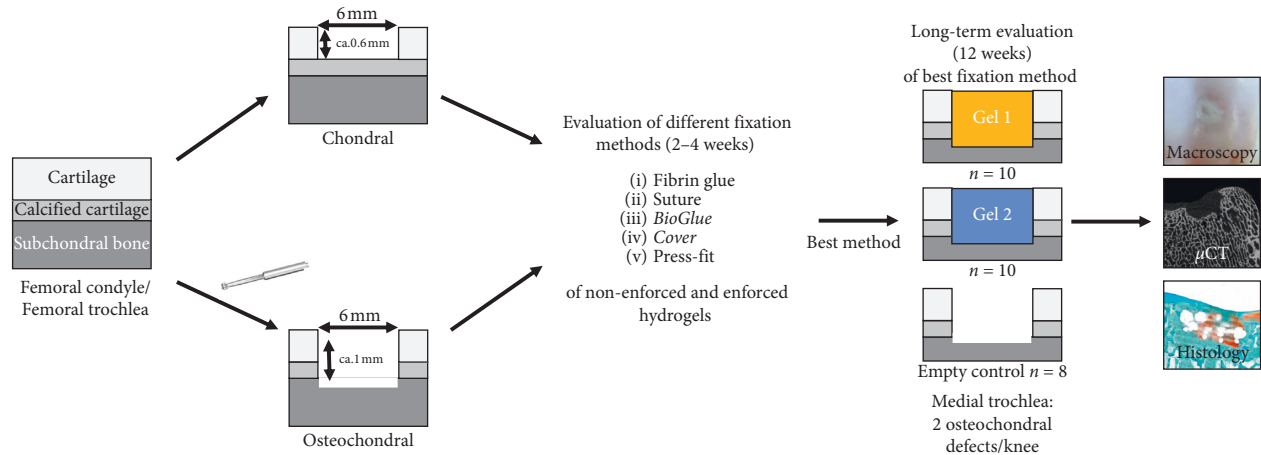 Cartilage
Calcified cartilage
Subchondral bone
Femoral condyle/
Femoral trochlea
6 mm
ca.0.6 mm
Chondral
6 mm
ca.1 mm
Osteochondral
Evaluation of different fixation
methods (2–4 weeks)
(i) Fibrin glue
(ii) Suture
(iii) BioGlue
(iv) Cover
(v) Press-fit
of non-enforced and enforced
hydrogels
Best method
Long-term evaluation
(12 weeks)
of best fixation method
Gel 1
n = 10
Gel 2
n = 10
Empty control n = 8
Medial trochlea:
2 osteochondral
defects/knee
Macroscopy
μCT
Histology